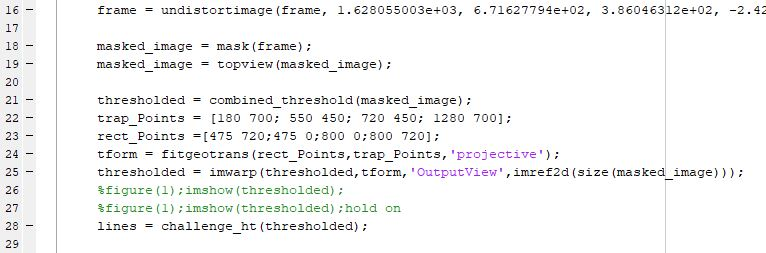 16 – frame = undistortimage(frame, 1.628055003e+03, 6.71627794e+02, 3.86046312e+02, -2.42
17
18 – masked_image = mask(frame);
19 – masked_image = topview(masked_image);
20
21 – thresholded = combined_threshold(masked_image);
22 – trap_Points = [180 700; 550 450; 720 450; 1280 700];
23 – rect_Points =[475 720;475 0;800 0;800 720];
24 – tform = fitgeotrans(rect_Points,trap_Points,'projective');
25 – thresholded = imwarp(thresholded,tform,'OutputView',imref2d(size(masked_image)));
26 %figure(1);imshow(thresholded);
27 %figure(1);imshow(thresholded);hold on
28 – lines = challenge_ht(thresholded);
29